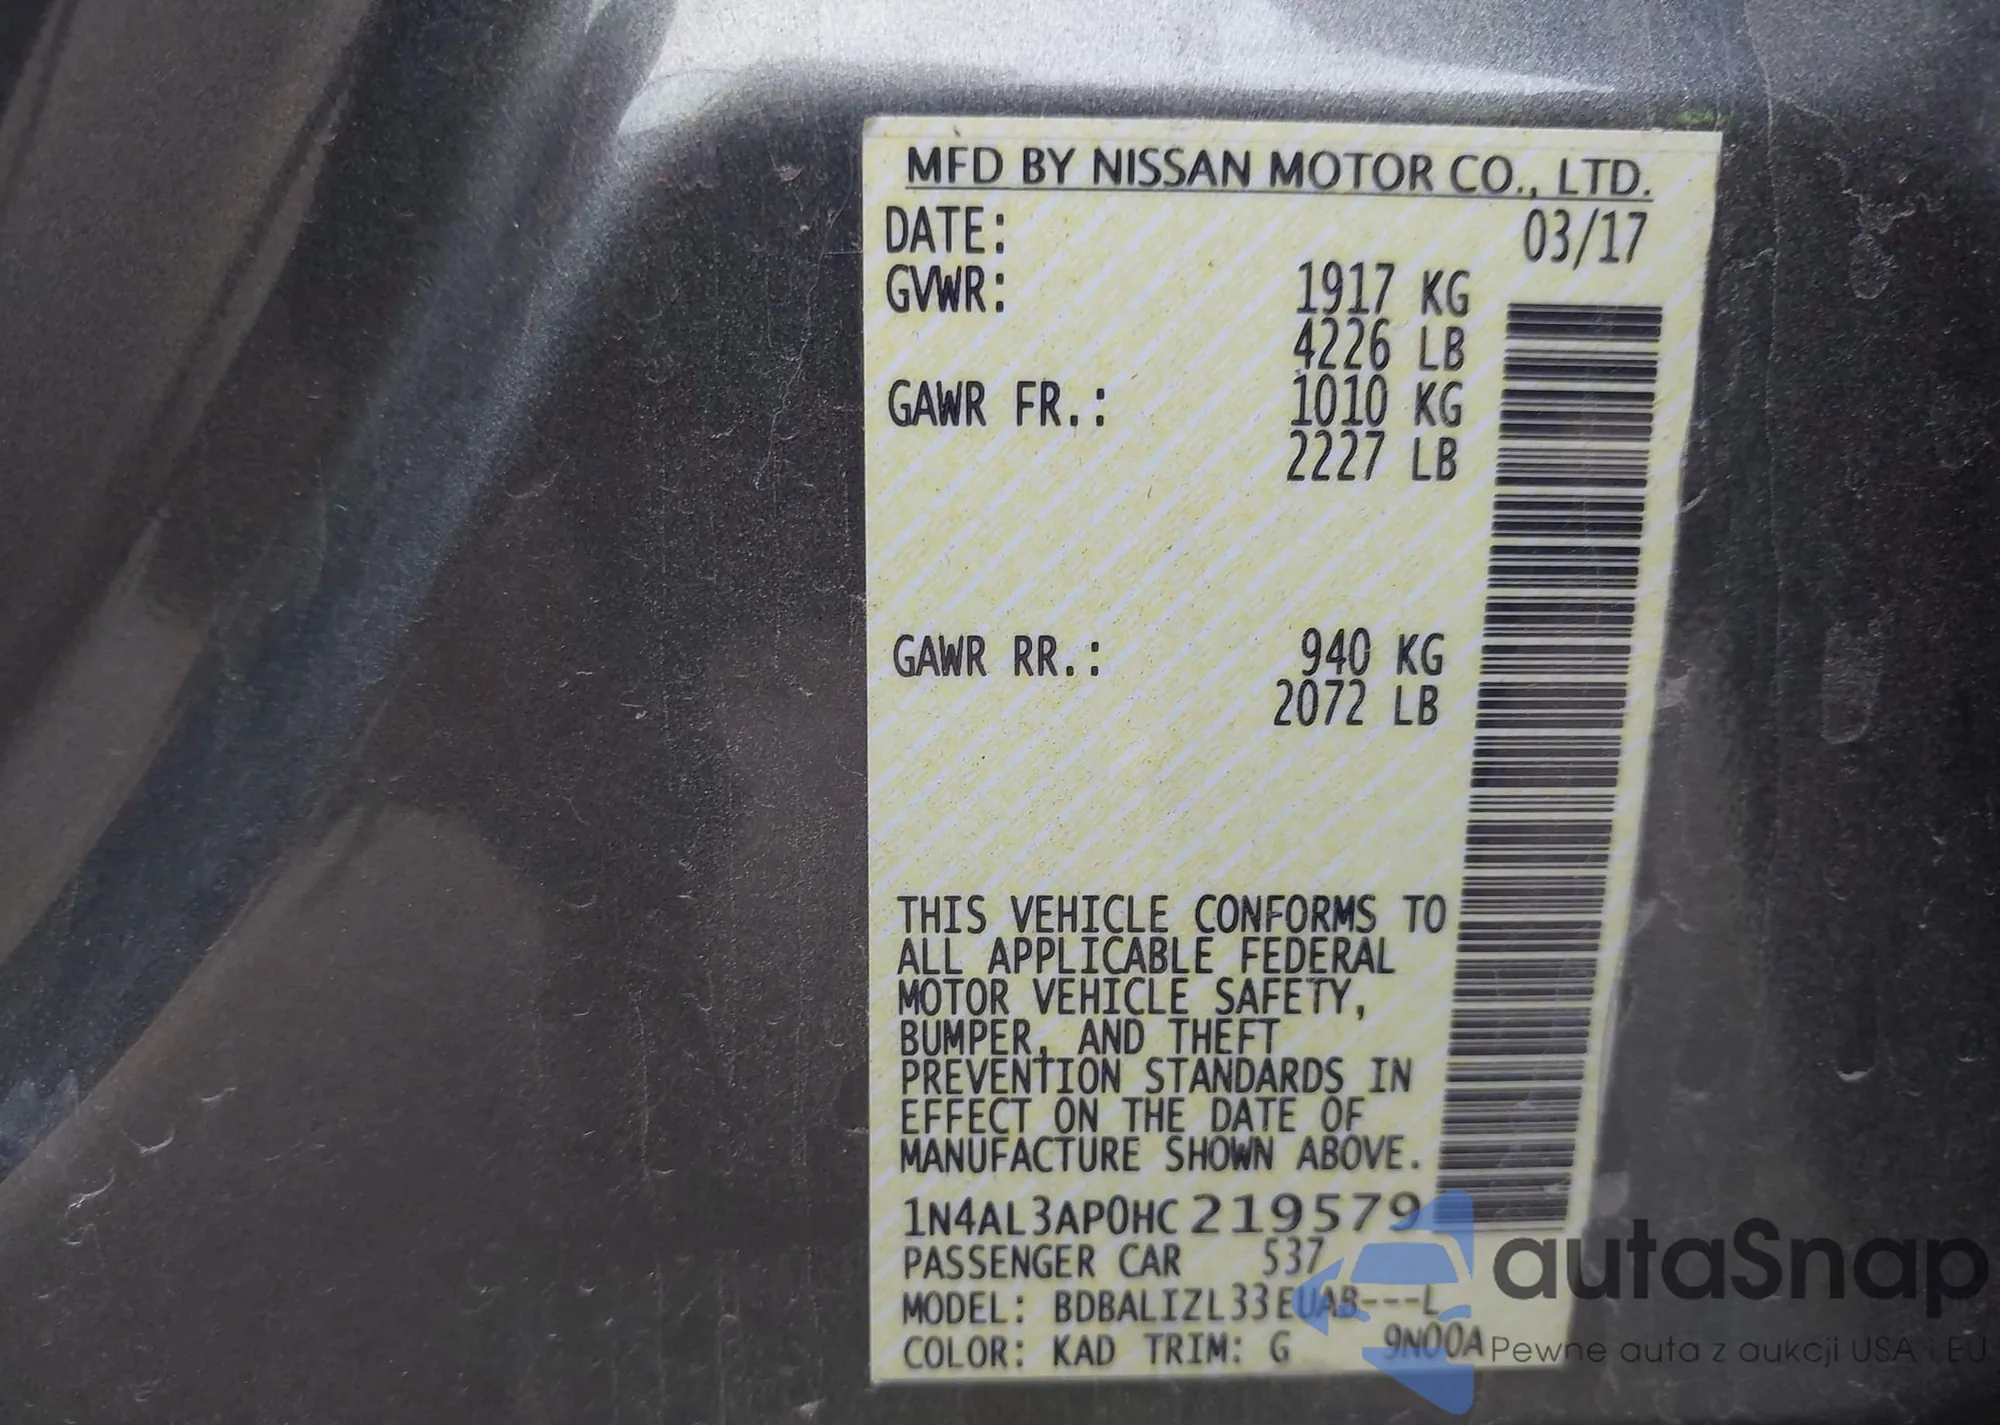 MFD BY NISSAN MOTOR CO., LTD.
DATE: 03/17
GVWR: 1917 KG
4226 LB
GAWR FR.: 1010 KG
2227 LB
GAWR RR.: 940 KG
2072 LB
THIS VEHICLE CONFORMS TO
ALL APPLICABLE FEDERAL
MOTOR VEHICLE SAFETY,
BUMPER, AND THEFT
PREVENTION STANDARDS IN
EFFECT ON THE DATE OF
MANUFACTURE SHOWN ABOVE.
1N4AL3AP0HC219579
PASSENGER CAR 537
MODEL: BDBALIZL33EUAB---L
COLOR: KAD TRIM: G 9N00A
autaSnap
Pewne auta z aukcji USA i EU